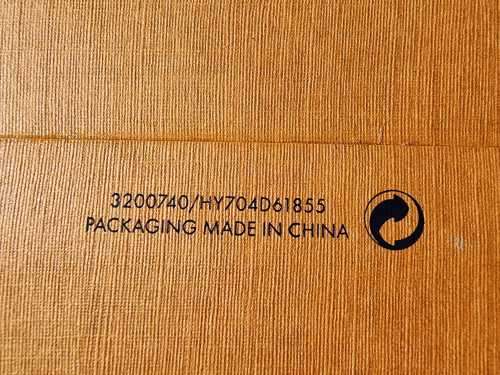 3200740/HY704D61855
PACKAGING MADE IN CHINA